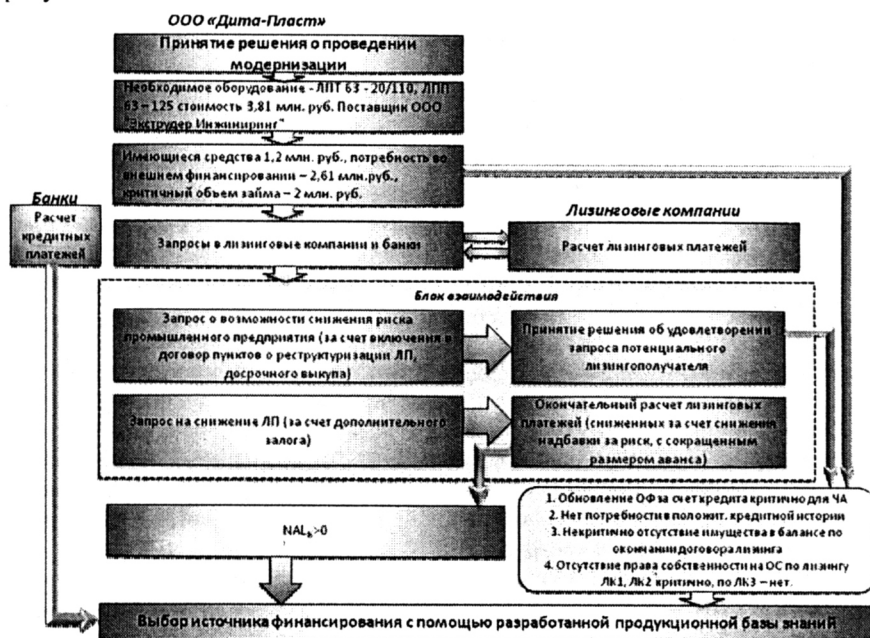 ООО «Дита-Пласт»
Принятие решения о проведении
модернизации
Необходимое оборудование - ЛПТ 63 - 20/110, ЛПП
63 – 125 стоимость 3,81 млн. руб. Поставщик ООО
"Экструдер Инжиниринг"
Имеющиеся средства 1,2 млн. руб., потребность во
внешнем финансировании – 2,61 млн.руб.,
критичный объем займа – 2 млн. руб.
Банки
Расчет
кредитных
платежей
Запросы в лизинговые компании и банки
Лизинговые компании
Расчет лизинговых платежей
Блок взаимодействия
Запрос о возможности снижения риска
промышленного предприятия (за счет включения в
договор пунктов о реструктуризации ЛП,
досрочного выкупа)
Принятие решения об удовлетворении
запроса потенциального
лизингополучателя
Запрос на снижение ЛП (за счет дополнительного
залога)
Окончательный расчет лизинговых
платежей (сниженных за счет снижения
надбавки за риск, с сокращенным
размером аванса)
NAL >0
1. Обновление ОФ за счет кредита критично для ЧА
2. Нет потребности в положит. кредитной истории
3. Некритично отсутствие имущества в балансе по
окончании договора лизинга
4. Отсутствие права собственности на ОС по лизингу
ЛК1, Лк2 критично, по ЛК3 – нет.
Выбор источника финансирования с помощью разработанной продукционной базы знаний